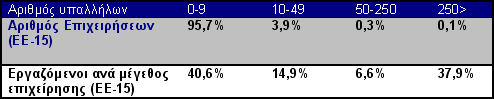 Αριθμός υπαλλήλων 0-9 10-49 50-250 250>
Αριθμός Επιχειρήσεων 95,7% 3,9% 0,3% 0,1%
(ΕΕ-15)
Εργαζόμενοι ανά μέγεθος 40,6% 14,9% 6,6% 37,9%
επιχείρησης (ΕΕ-15)